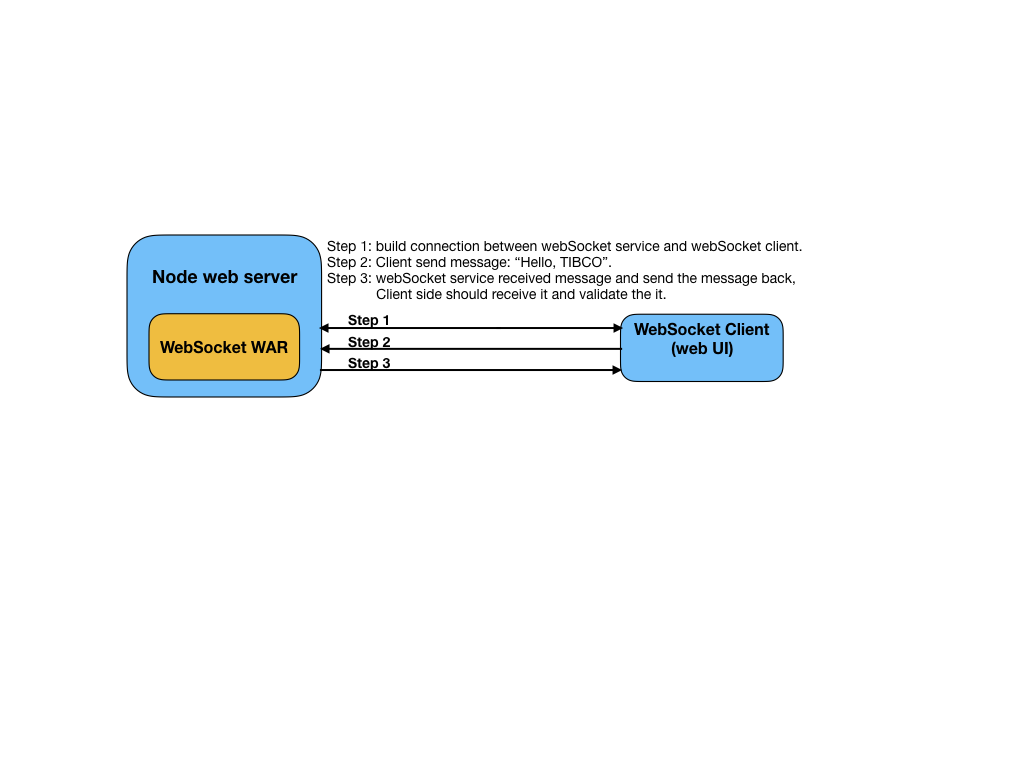 Step 1: build connection between webSocket service and webSocket client.
Step 2: Client send message: “Hello, TIBCO”.
Step 3: webSocket service received message and send the message back,
Client side should receive it and validate the it.
Node web server
WebSocket WAR
Step 1
Step 2
Step 3
WebSocket Client
(web UI)